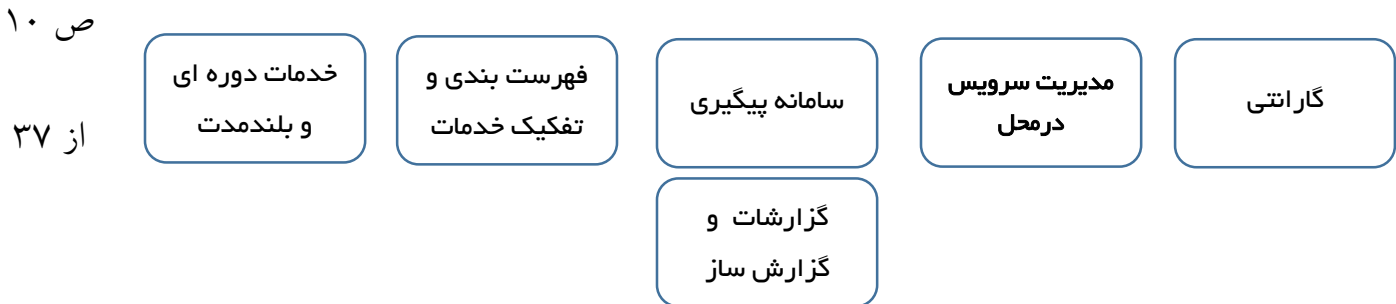 ص ۱۰
از ۳۷
گارانتی
مدیریت سرویس
درمحل
سامانه پیگیری
فهرست بندی و
تفکیک خدمات
خدمات دوره ای
و بلندمدت
گزارشات و
گزارش ساز